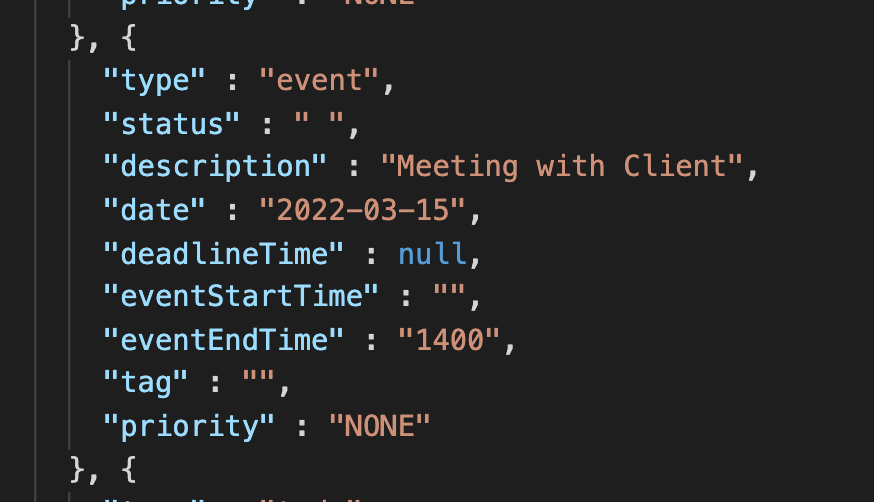 "priority" : "NONE"
}, {
"type" : "event",
"status" : " ",
"description" : "Meeting with Client",
"date" : "2022-03-15",
"deadlineTime" : null,
"eventStartTime" : "",
"eventEndTime" : "1400",
"tag" : "",
"priority" : "NONE"
}, {